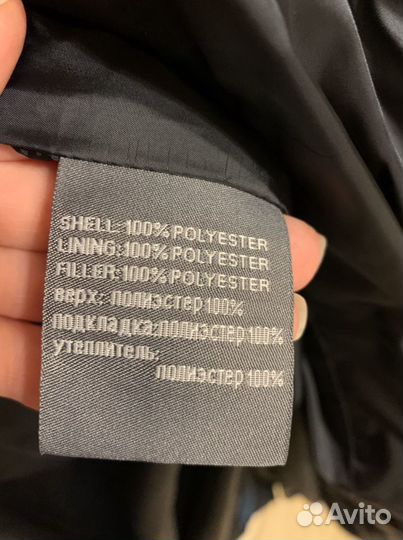 SHELL: 100% POLYESTER
LINING: 100% POLYESTER
FILLER: 100% POLYESTER
верх: полиэстер 100%
подкладка: полиэстер 100%
утеплитель:
полиэстер 100%
Avito